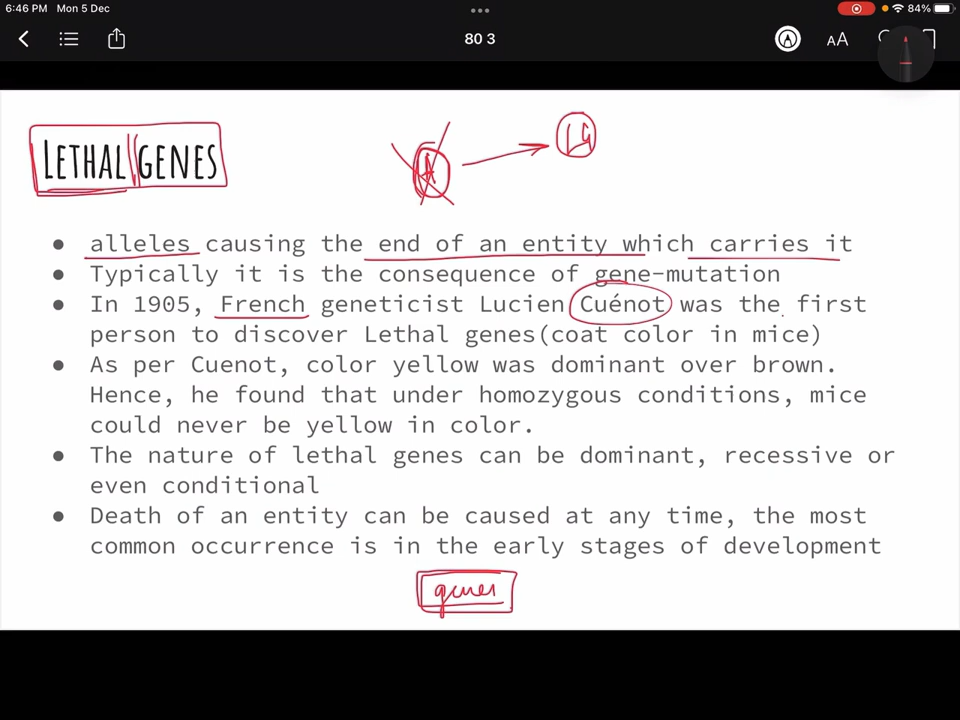 6:46 PM Mon 5 Dec
84%
80 3
AA
LETHAL GENES
A
LG
● alleles causing the end of an entity which carries it
● Typically it is the consequence of gene-mutation
● In 1905, French geneticist Lucien Cuénot was the first
person to discover Lethal genes(coat color in mice)
● As per Cuenot, color yellow was dominant over brown.
Hence, he found that under homozygous conditions, mice
could never be yellow in color.
● The nature of lethal genes can be dominant, recessive or
even conditional
● Death of an entity can be caused at any time, the most
common occurrence is in the early stages of development
genes